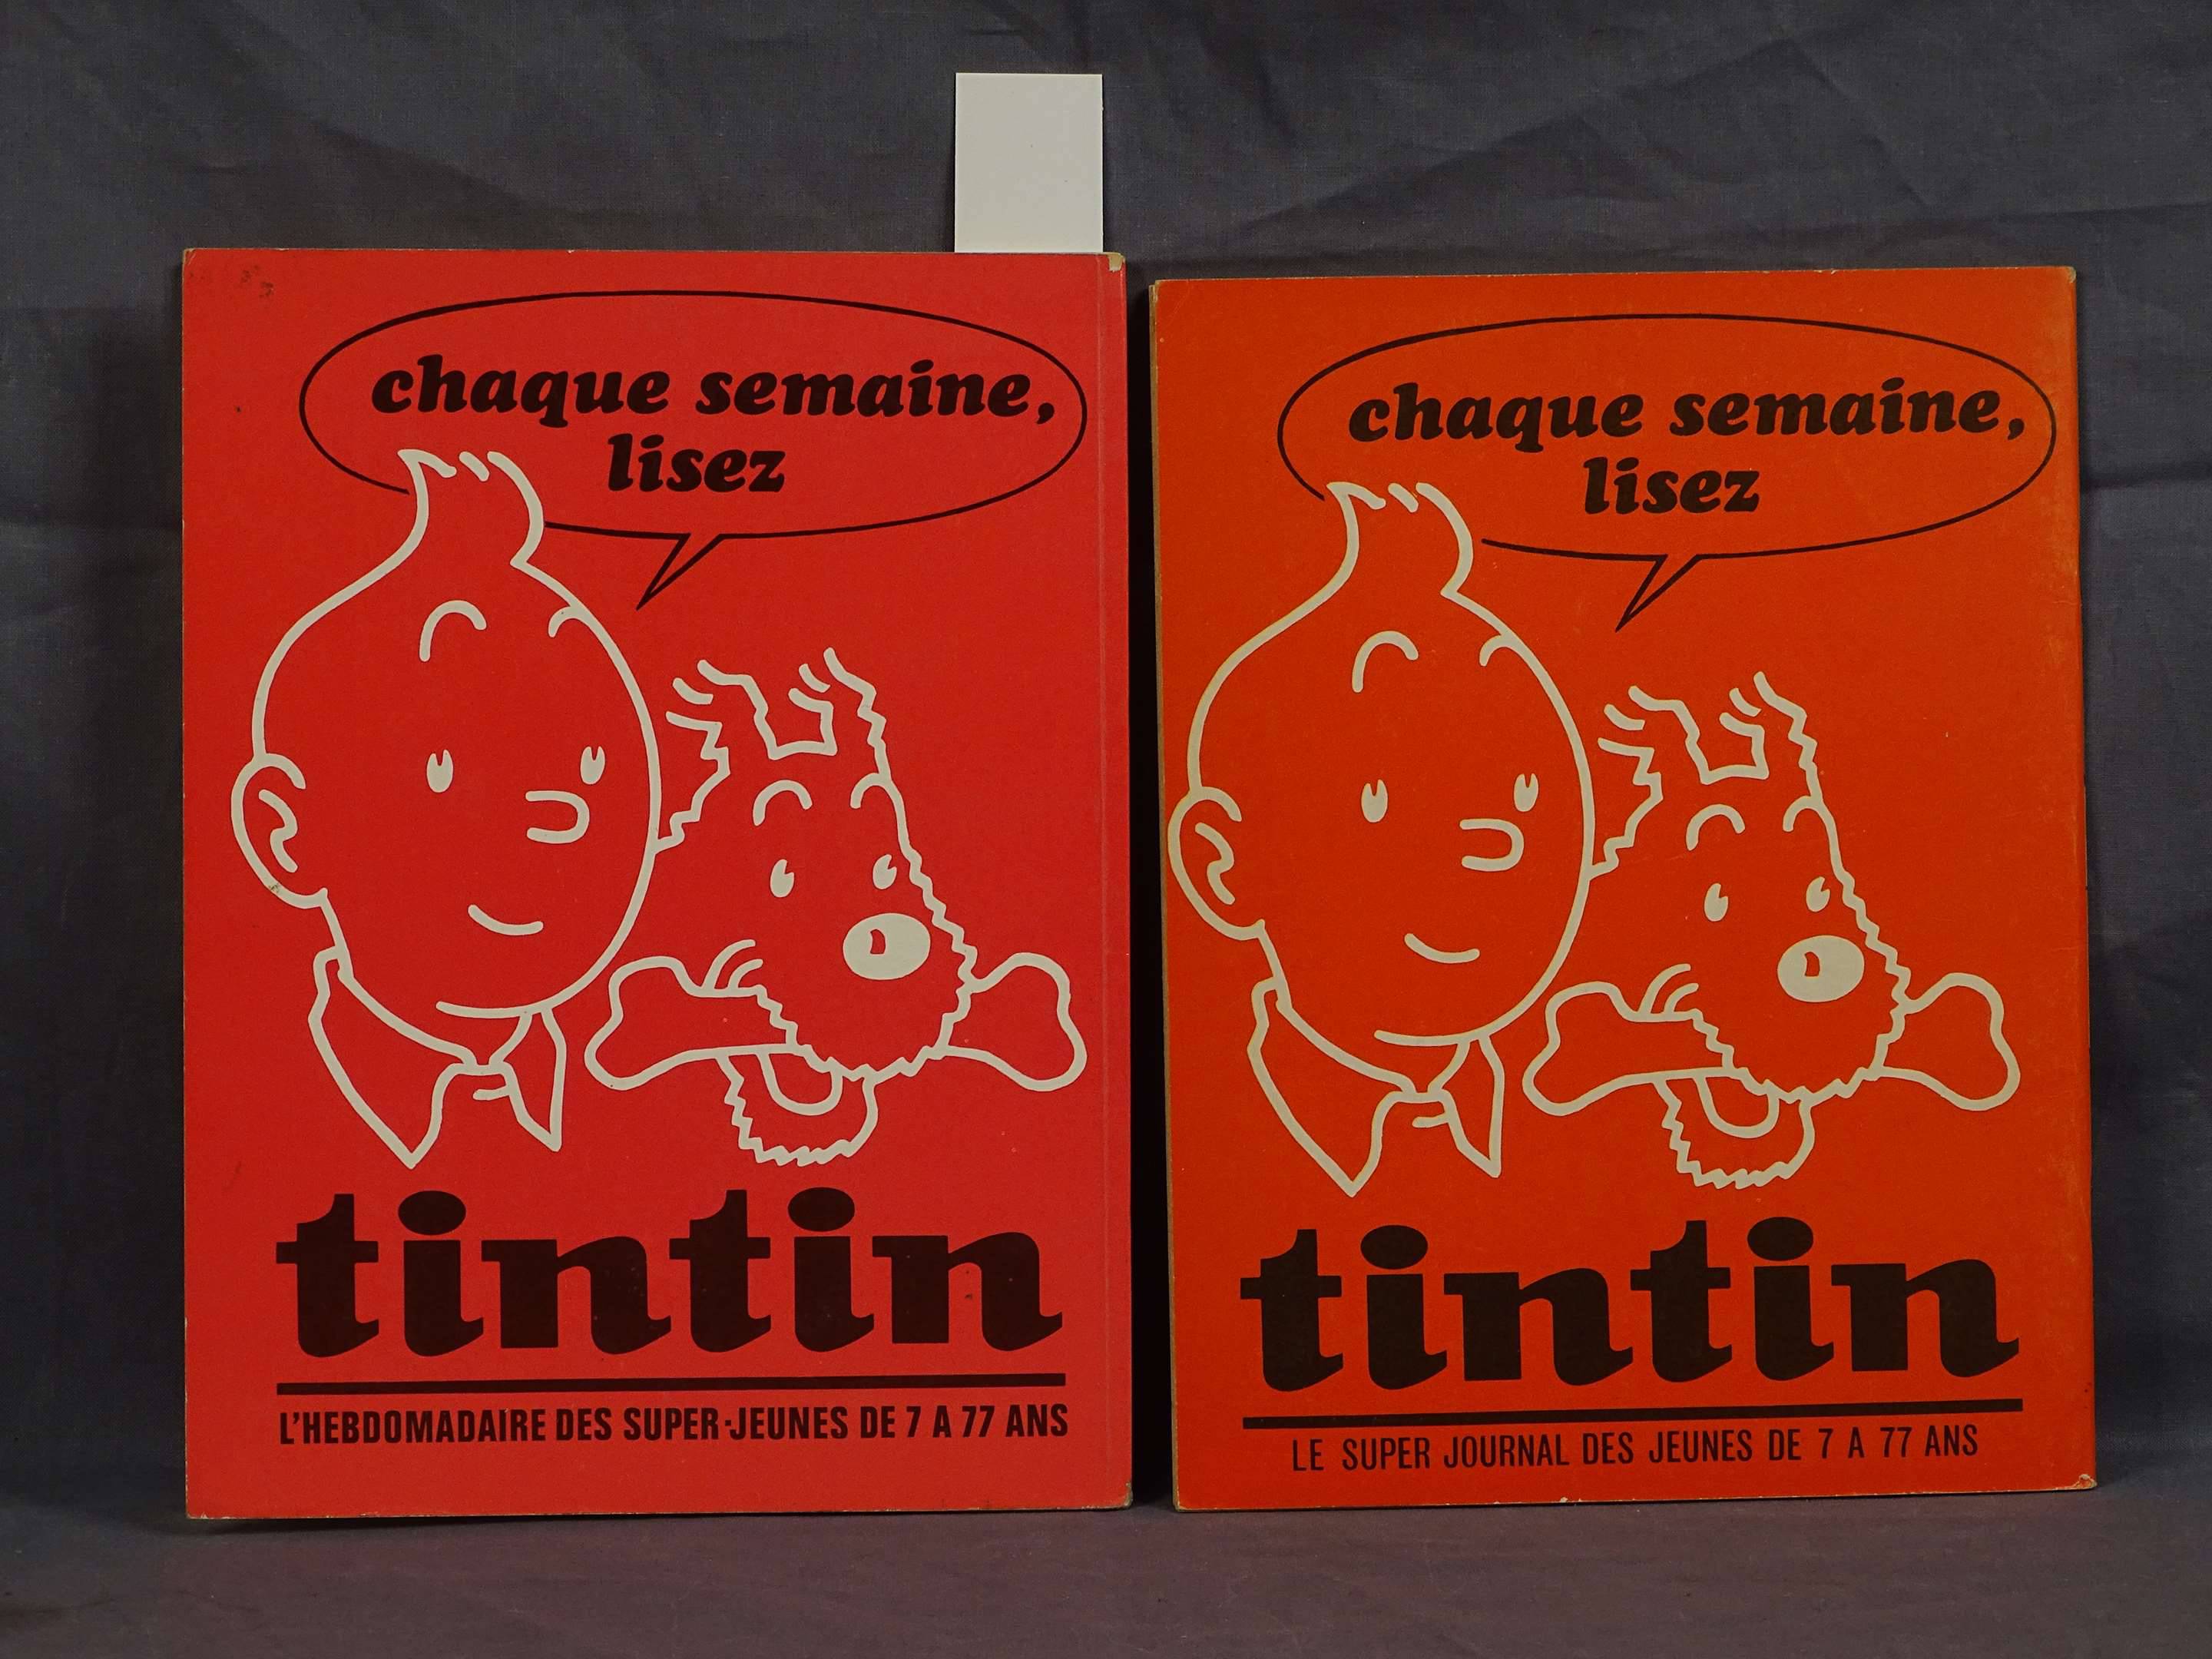 chaque semaine,
lisez
tintin
L'HEBDOMADAIRE DES SUPER-JEUNES DE 7 A 77 ANS
chaque semaine,
lisez
tintin
LE SUPER JOURNAL DES JEUNES DE 7 A 77 ANS